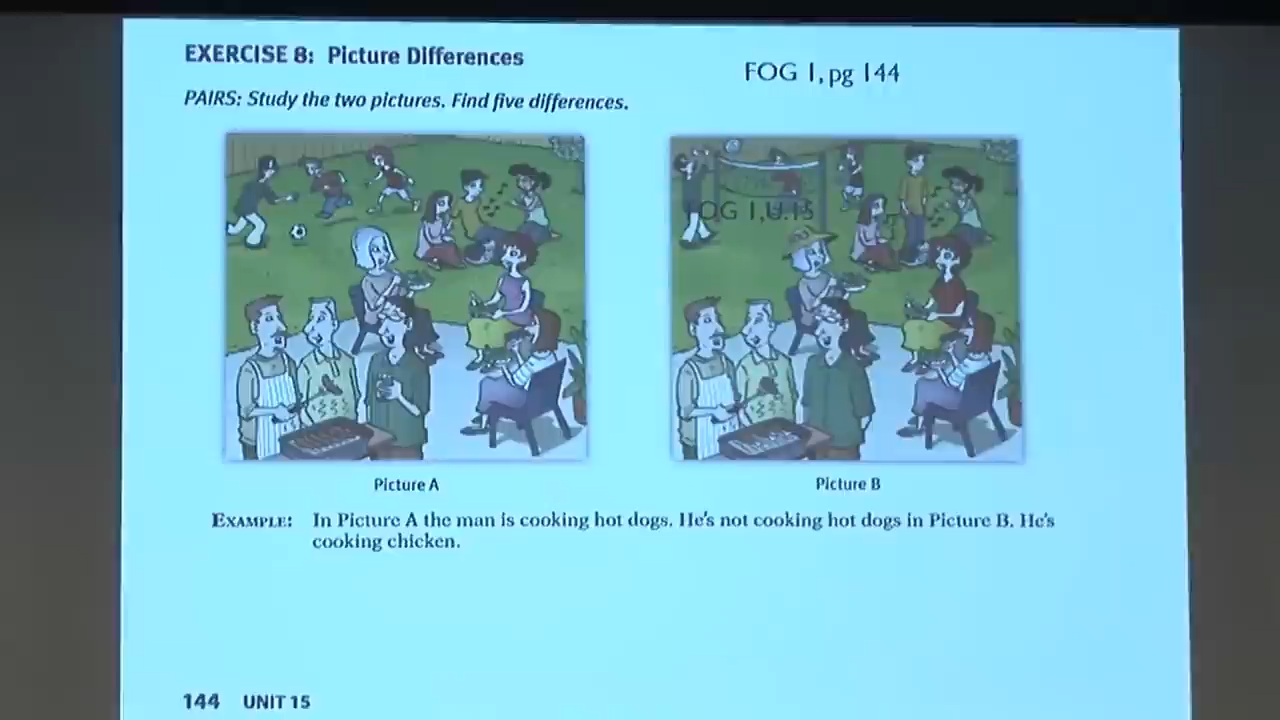 EXERCISE 8: Picture Differences
FOG 1, pg 144
PAIRS: Study the two pictures. Find five differences.
OG 1,U.15
Picture A
Picture B
EXAMPLE: In Picture A the man is cooking hot dogs. He's not cooking hot dogs in Picture B. He's
cooking chicken.
144 UNIT 15